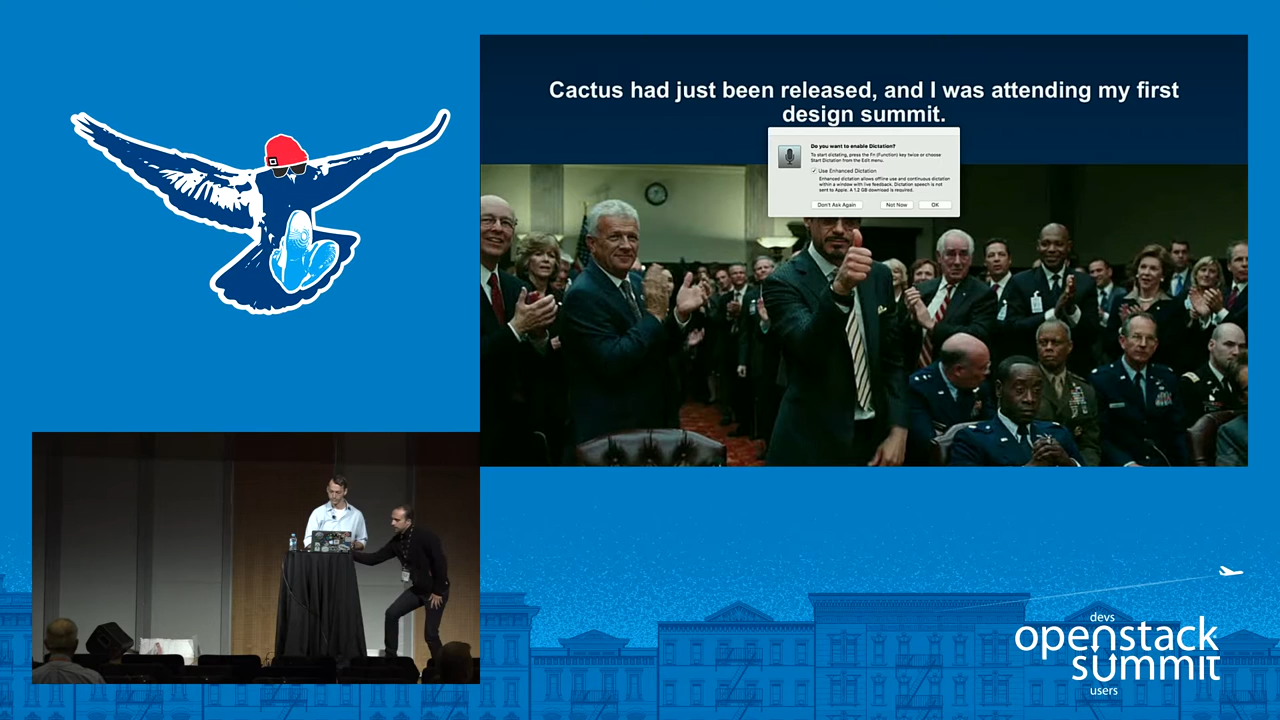 Cactus had just been released, and I was attending my first
design summit.
Do you want to enable Dictation?
To start dictating, press the Fn (Function) key twice or choose
Start Dictation from the Edit menu.
Use Enhanced Dictation
Enhanced dictation allows offline use and continuous dictation
within a window with live feedback. Dictation speech is not
sent to Apple. A 1.2 GB download is required.
Don't Ask Again
Not Now
OK
devs
openstack
summit
users